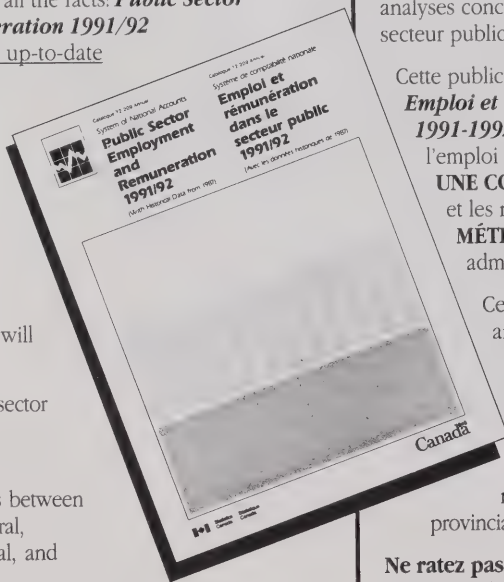 all the facts. Public Sector
eration 1991/92
up-to-date
will
sector
s between
ral,
al, and
Catalogue 72-209 Annual
System of National Accounts
Public Sector
Employment
and
Remuneration
1991/92
(With Historical Data from 1987)
Catalogue 72-209 Annuel
Système de comptabilité nationale
Emploi et
rémunération
dans le
secteur public
1991/92
(Avec les données historiques de 1987)
Statistics Canada
Statistique Canada
Canada
analyses conc
secteur public
Cette public
Emploi et
1991-199
l'emploi
UNE CO
et les r
MÉTI
adm
Ce
a
provincia
Ne ratez pas